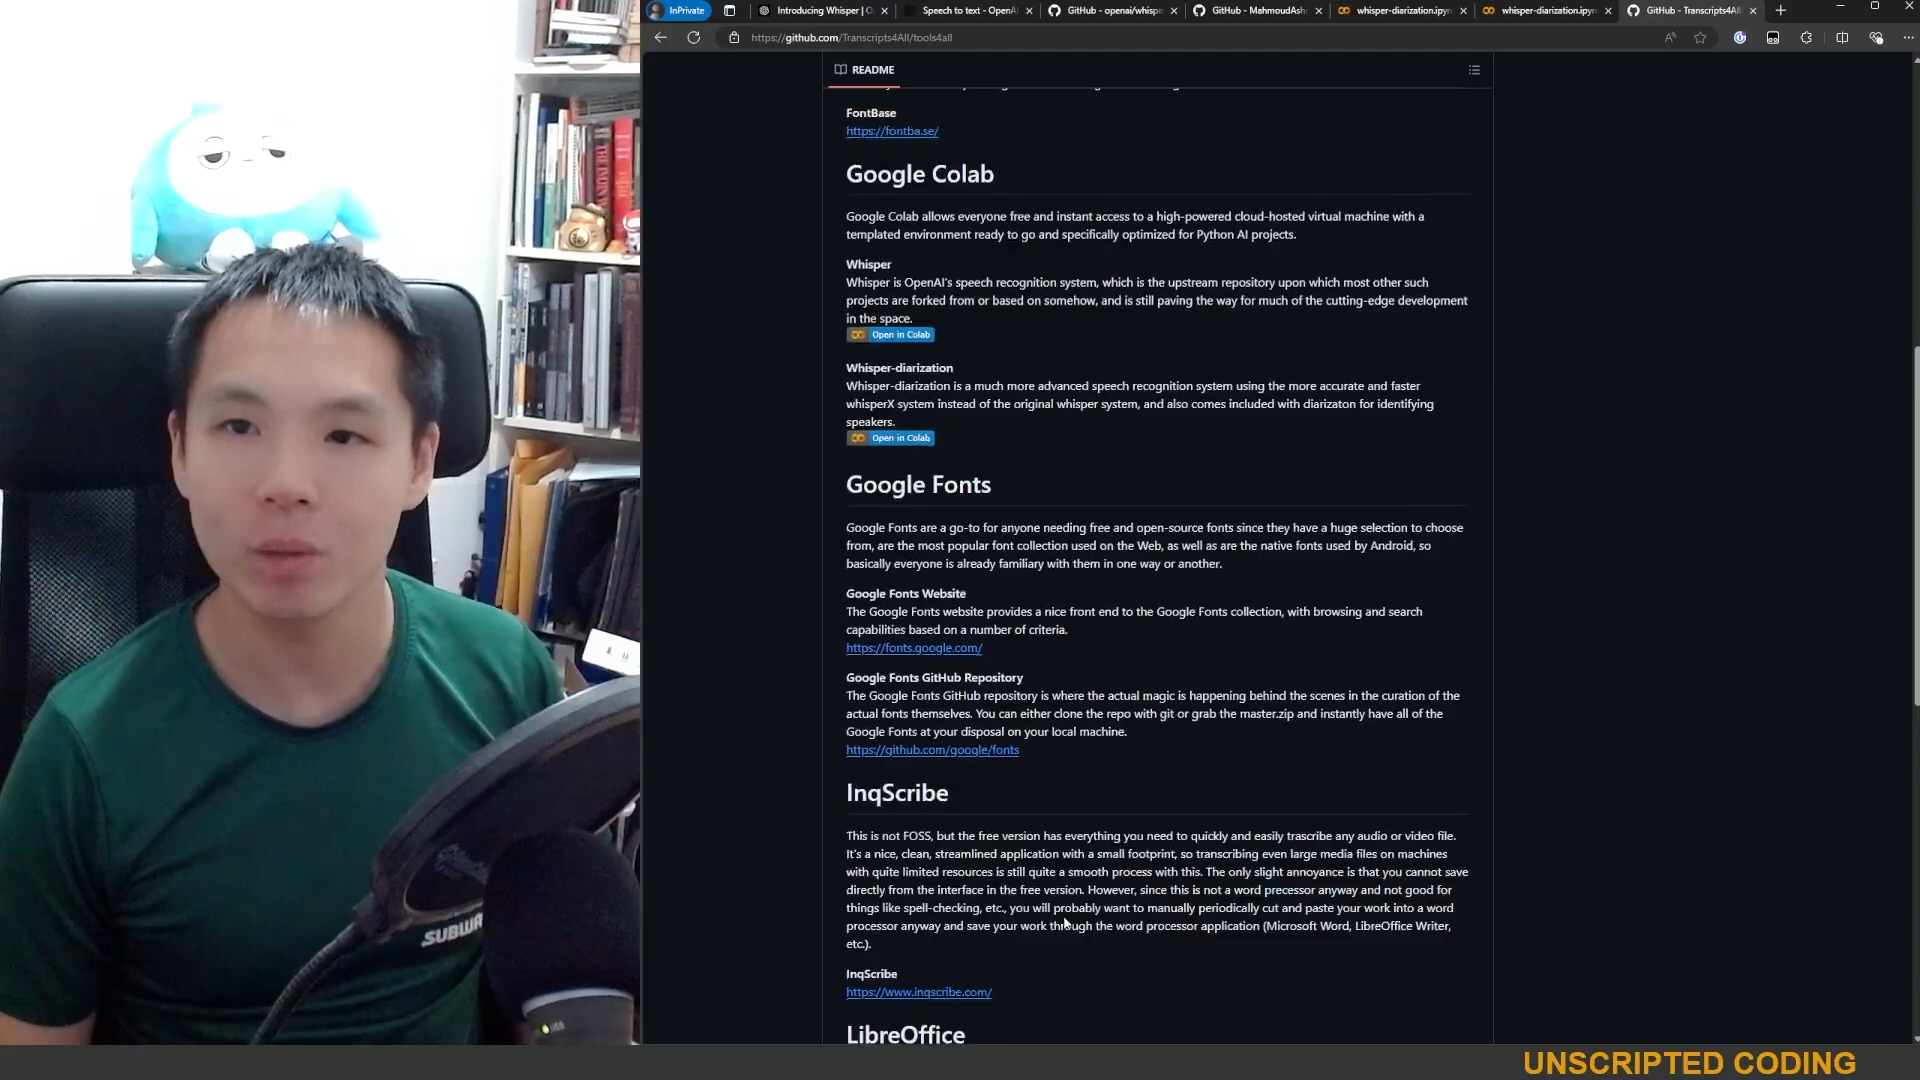 InPrivate
Introducing Whisper | O
Speech to text - OpenAI
GitHub - openai/whispe
GitHub - MahmoudAsh
whisper-diarization.ipyn
whisper-diarization.ipyn
GitHub - Transcripts4All
https://github.com/Transcripts4All/tools4all
README
FontBase
https://fontba.se/
Google Colab
Google Colab allows everyone free and instant access to a high-powered cloud-hosted virtual machine with a
templated environment ready to go and specifically optimized for Python AI projects.
Whisper
Whisper is OpenAI's speech recognition system, which is the upstream repository upon which most other such
projects are forked from or based on somehow, and is still paving the way for much of the cutting-edge development
in the space.
Open in Colab
Whisper-diarization
Whisper-diarization is a much more advanced speech recognition system using the more accurate and faster
whisperX system instead of the original whisper system, and also comes included with diarizaton for identifying
speakers.
Open in Colab
Google Fonts
Google Fonts are a go-to for anyone needing free and open-source fonts since they have a huge selection to choose
from, are the most popular font collection used on the Web, as well as are the native fonts used by Android, so
basically everyone is already familiar with them in one way or another.
Google Fonts Website
The Google Fonts website provides a nice front end to the Google Fonts collection, with browsing and search
capabilities based on a number of criteria.
https://fonts.google.com/
Google Fonts GitHub Repository
The Google Fonts GitHub repository is where the actual magic is happening behind the scenes in the curation of the
actual fonts themselves. You can either clone the repo with git or grab the master.zip and instantly have all of the
Google Fonts at your disposal on your local machine.
https://github.com/google/fonts
InqScribe
This is not FOSS, but the free version has everything you need to quickly and easily trascribe any audio or video file.
It's a nice, clean, streamlined application with a small footprint, so transcribing even large media files on machines
with quite limited resources is still quite a smooth process with this. The only slight annoyance is that you cannot save
directly from the interface in the free version. However, since this is not a word precessor anyway and not good for
things like spell-checking, etc., you will probably want to manually periodically cut and paste your work into a word
processor anyway and save your work through the word processor application (Microsoft Word, LibreOffice Writer,
etc.).
InqScribe
https://www.inqscribe.com/
LibreOffice
UNSCRIPTED CODING